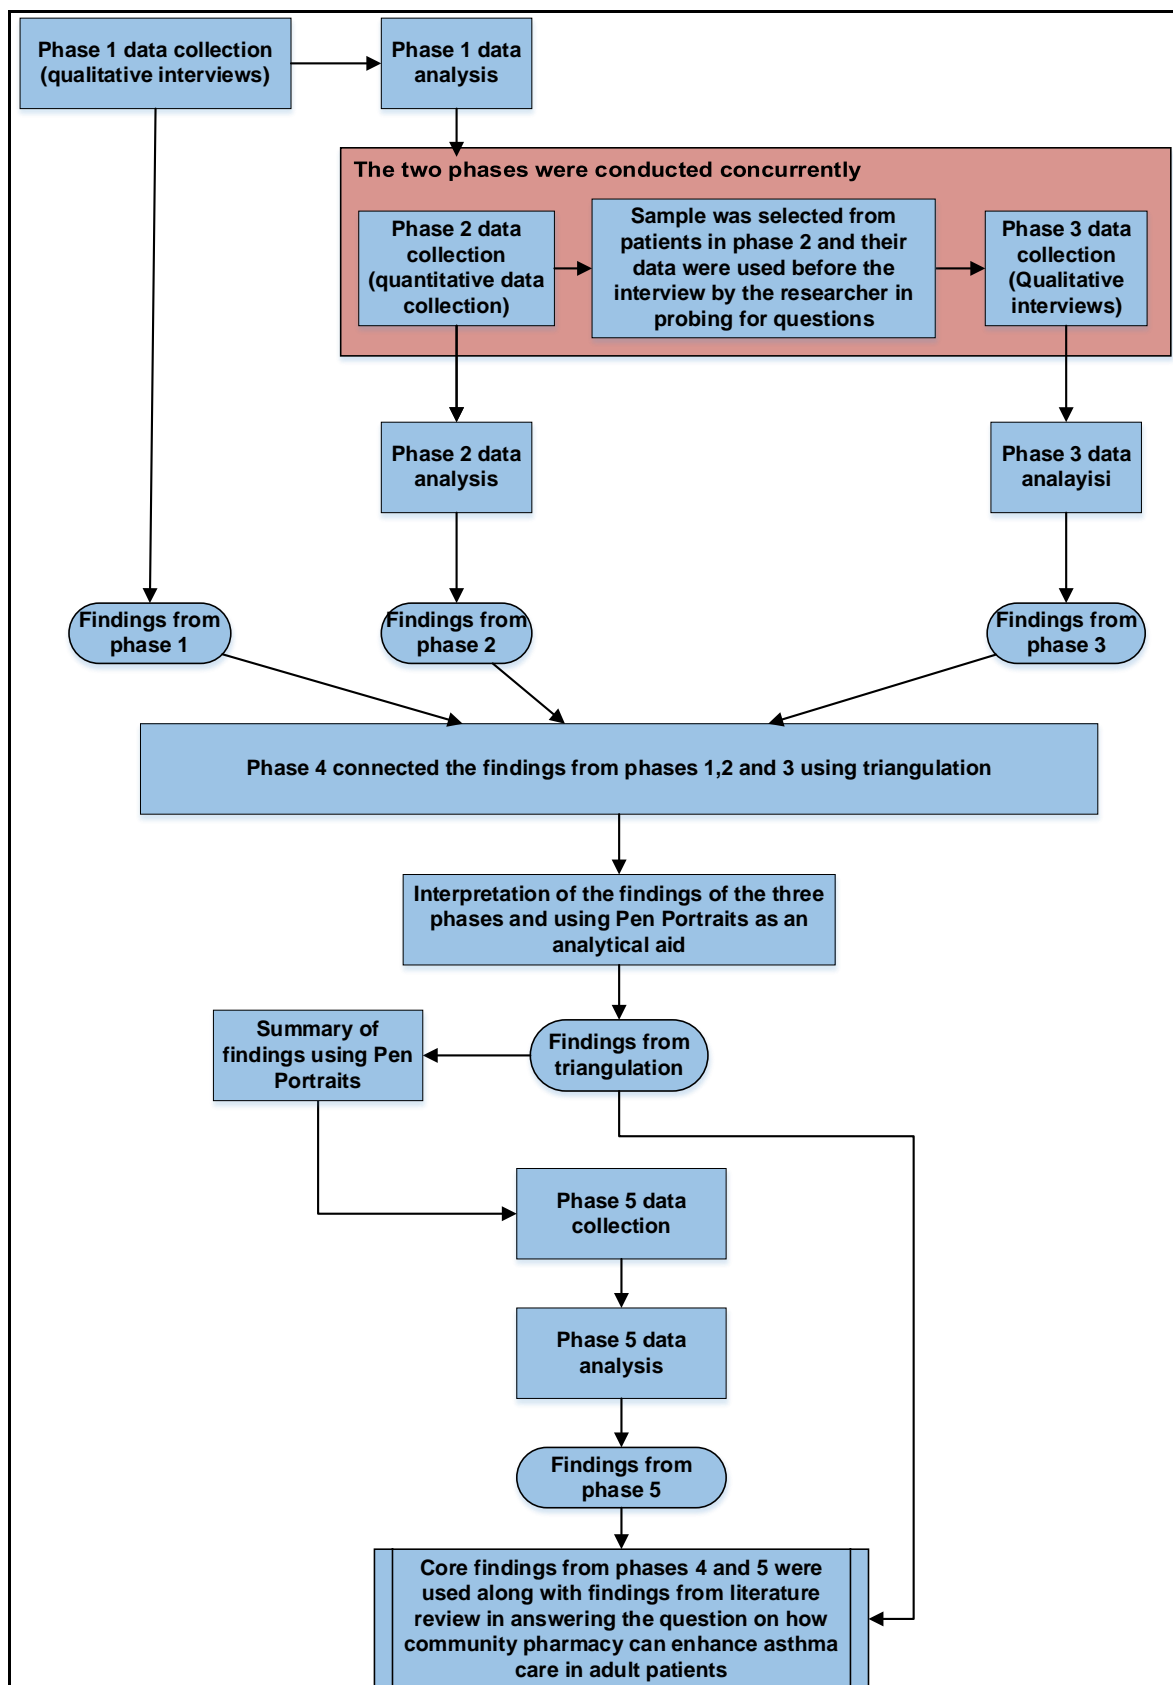 Phase 1 data collection
(qualitative interviews)
Phase 1 data
analysis
The two phases were conducted concurrently
Phase 2 data
collection
(quantitative data
collection)
Sample was selected from
patients in phase 2 and their
data were used before the
interview by the researcher in
probing for questions
Phase 3 data
collection
(Qualitative
interviews)
Phase 2 data
analysis
Phase 3 data
analayisi
Findings from
phase 1
Findings from
phase 2
Findings from
phase 3
Phase 4 connected the findings from phases 1,2 and 3 using triangulation
Interpretation of the findings of the three
phases and using Pen Portraits as an
analytical aid
Summary of
findings using Pen
Portraits
Findings from
triangulation
Phase 5 data
collection
Phase 5 data
analysis
Findings from
phase 5
Core findings from phases 4 and 5 were
used along with findings from literature
review in answering the question on how
community pharmacy can enhance asthma
care in adult patients